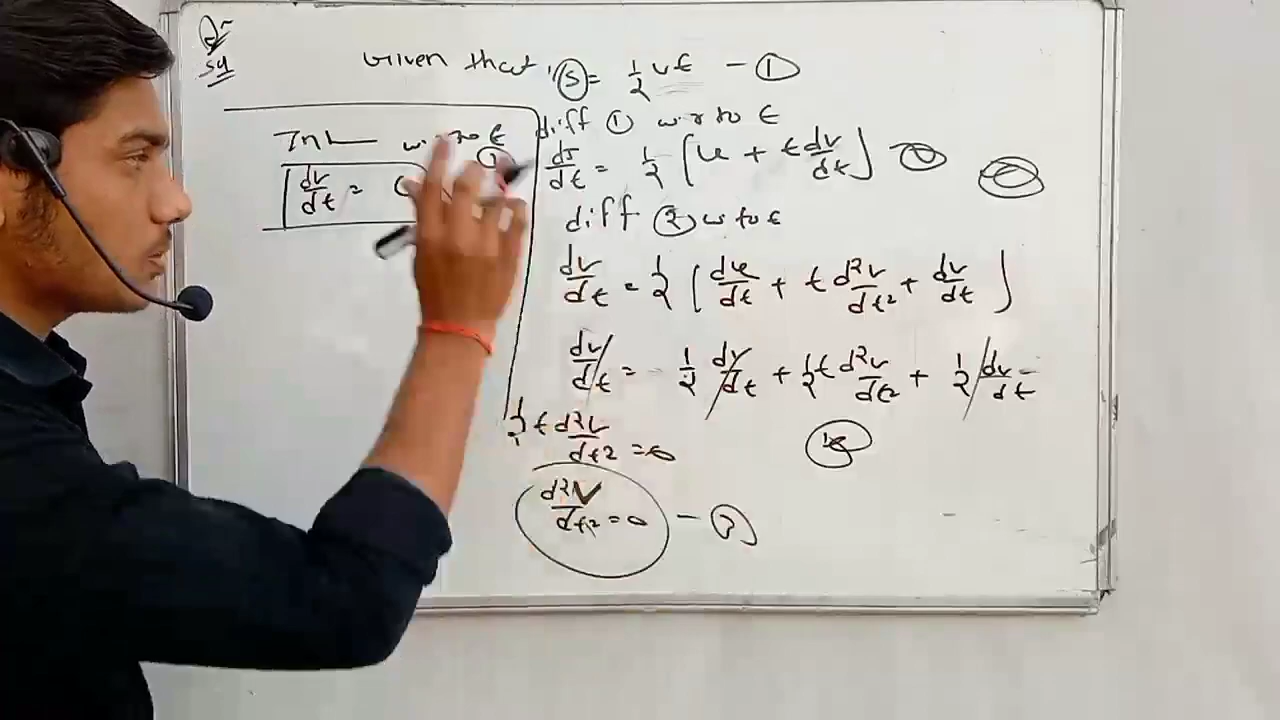 Qn
54
Given that, (s) = 1/2 v t - ①
diff ① w r to t
ds/dt = 1/2 [ v + t dv/dt ] ②
diff ② w to t
dv/dt = 1/2 [ dv/dt + t d²v/dt² + dv/dt ]
dv/dt = 1/2 dv/dt + 1/2 t d²v/dt² + 1/2 dv/dt
1/2 t d²v/dt² = 0
d²v/dt² = 0 - ③
Int w r to t
dv/dt =